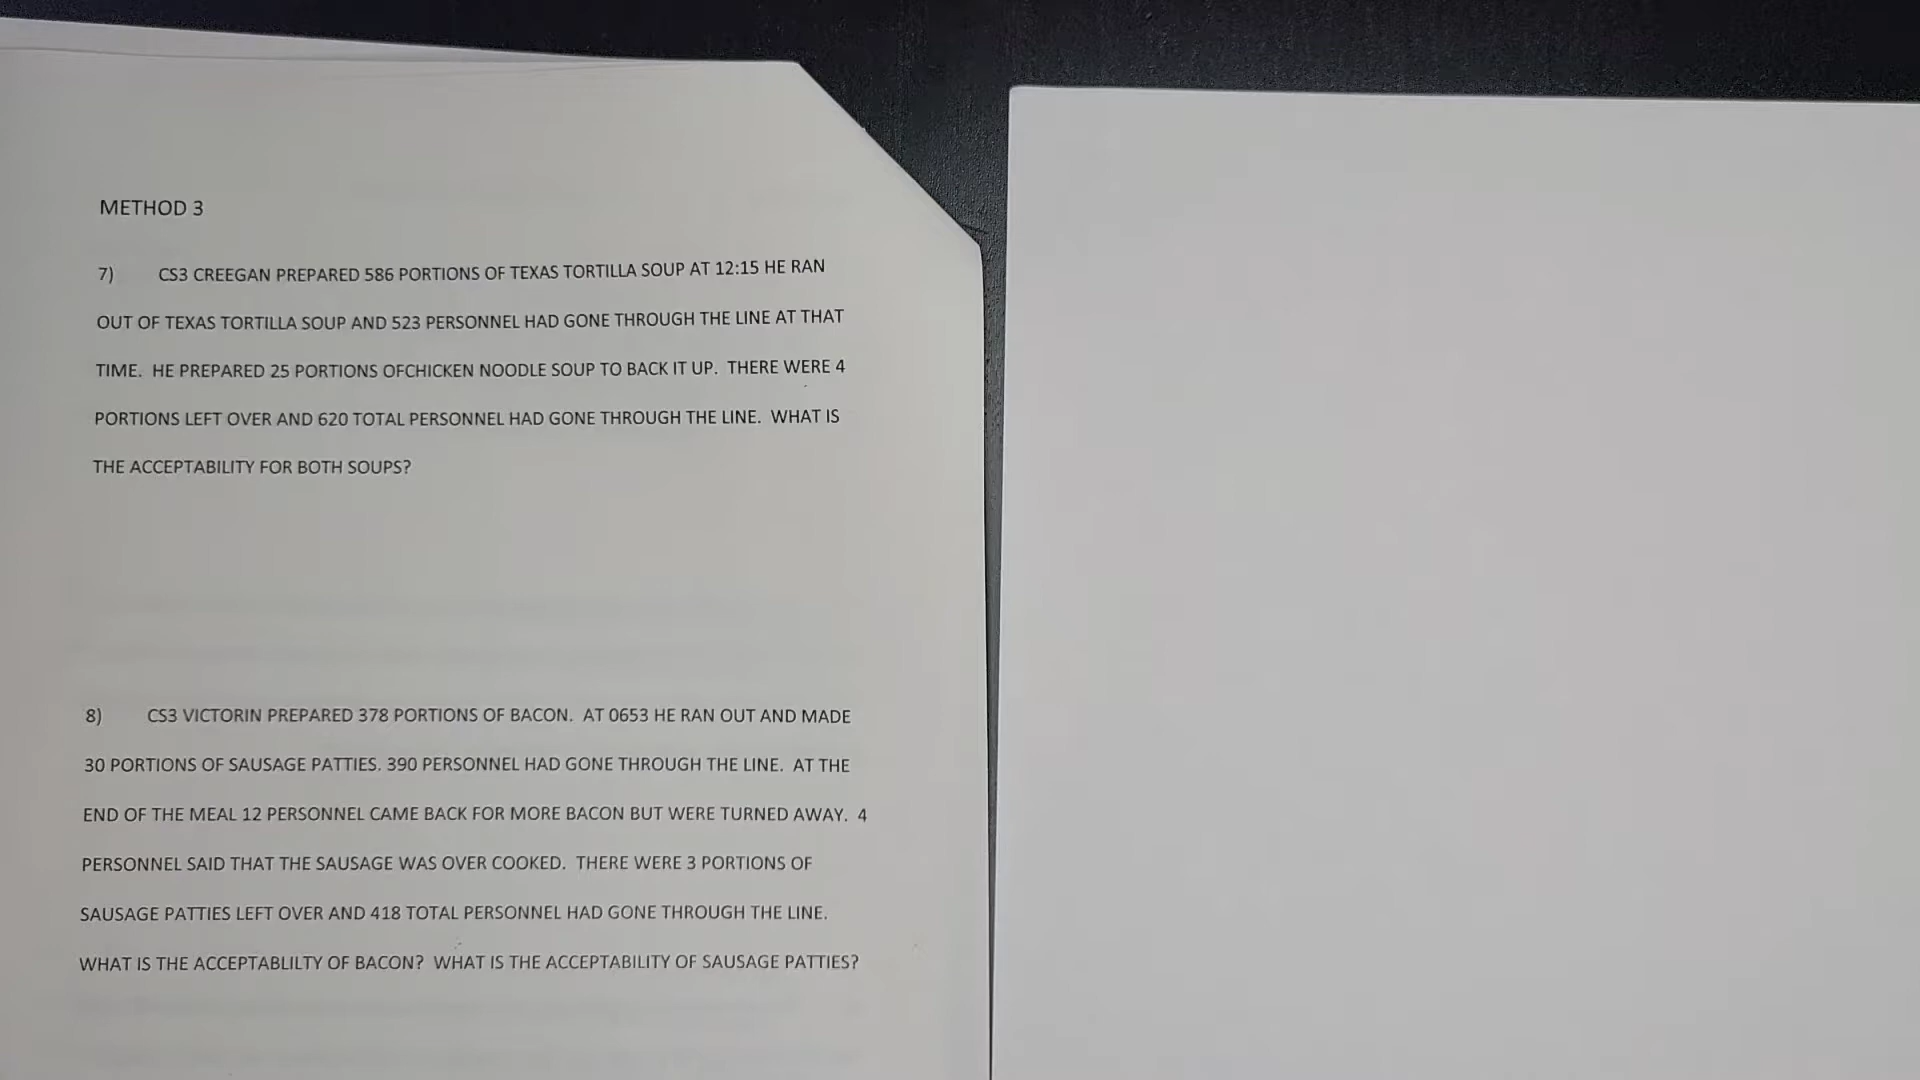 METHOD 3
7) CS3 CREEGAN PREPARED 586 PORTIONS OF TEXAS TORTILLA SOUP AT 12:15 HE RAN
OUT OF TEXAS TORTILLA SOUP AND 523 PERSONNEL HAD GONE THROUGH THE LINE AT THAT
TIME. HE PREPARED 25 PORTIONS OFCHICKEN NOODLE SOUP TO BACK IT UP. THERE WERE 4
PORTIONS LEFT OVER AND 620 TOTAL PERSONNEL HAD GONE THROUGH THE LINE. WHAT IS
THE ACCEPTABILITY FOR BOTH SOUPS?
8) CS3 VICTORIN PREPARED 378 PORTIONS OF BACON. AT 0653 HE RAN OUT AND MADE
30 PORTIONS OF SAUSAGE PATTIES. 390 PERSONNEL HAD GONE THROUGH THE LINE. AT THE
END OF THE MEAL 12 PERSONNEL CAME BACK FOR MORE BACON BUT WERE TURNED AWAY. 4
PERSONNEL SAID THAT THE SAUSAGE WAS OVER COOKED. THERE WERE 3 PORTIONS OF
SAUSAGE PATTIES LEFT OVER AND 418 TOTAL PERSONNEL HAD GONE THROUGH THE LINE.
WHAT IS THE ACCEPTABLILTY OF BACON? WHAT IS THE ACCEPTABILITY OF SAUSAGE PATTIES?